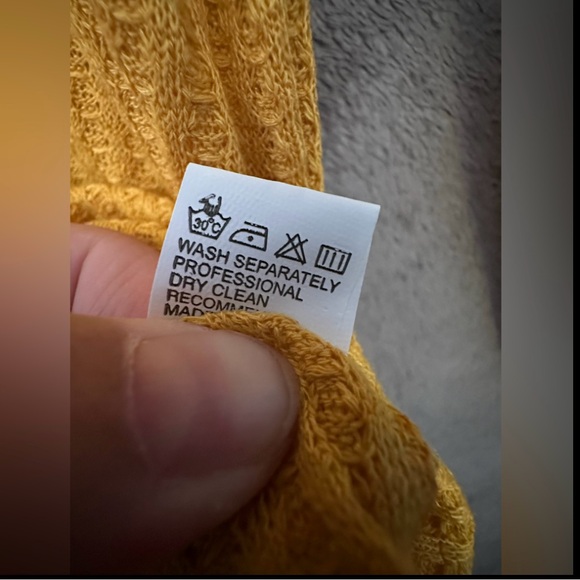 30°C
WASH SEPARATELY
PROFESSIONAL
DRY CLEAN